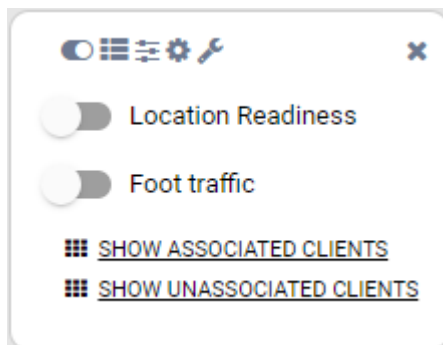 Location Readiness
Foot traffic
SHOW ASSOCIATED CLIENTS
SHOW UNASSOCIATED CLIENTS